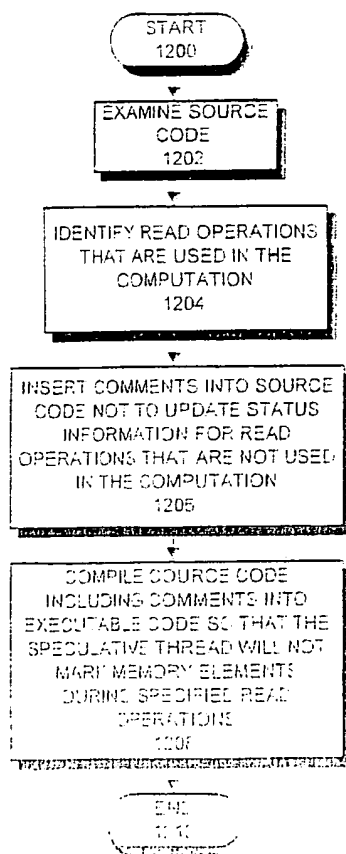 START
1200
EXAMINE SOURCE
CODE
1202
IDENTIFY READ OPERATIONS
THAT ARE USED IN THE
COMPUTATION
1204
INSERT COMMENTS INTO SOURCE
CODE NOT TO UPDATE STATUS
INFORMATION FOR READ
OPERATIONS THAT ARE NOT USED
IN THE COMPUTATION
1206
COMPILE SOURCE CODE
INCLUDING COMMENTS INTO
EXECUTABLE CODE SO THAT THE
SPECULATIVE THREAD WILL NOT
MARK MEMORY ELEMENTS
DURING SPECIFIED READ
OPERATIONS
1208
END